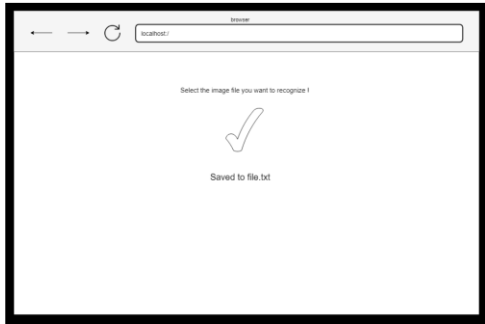 browser
localhost:/
Select the image file you want to recognize !
Saved to file.txt